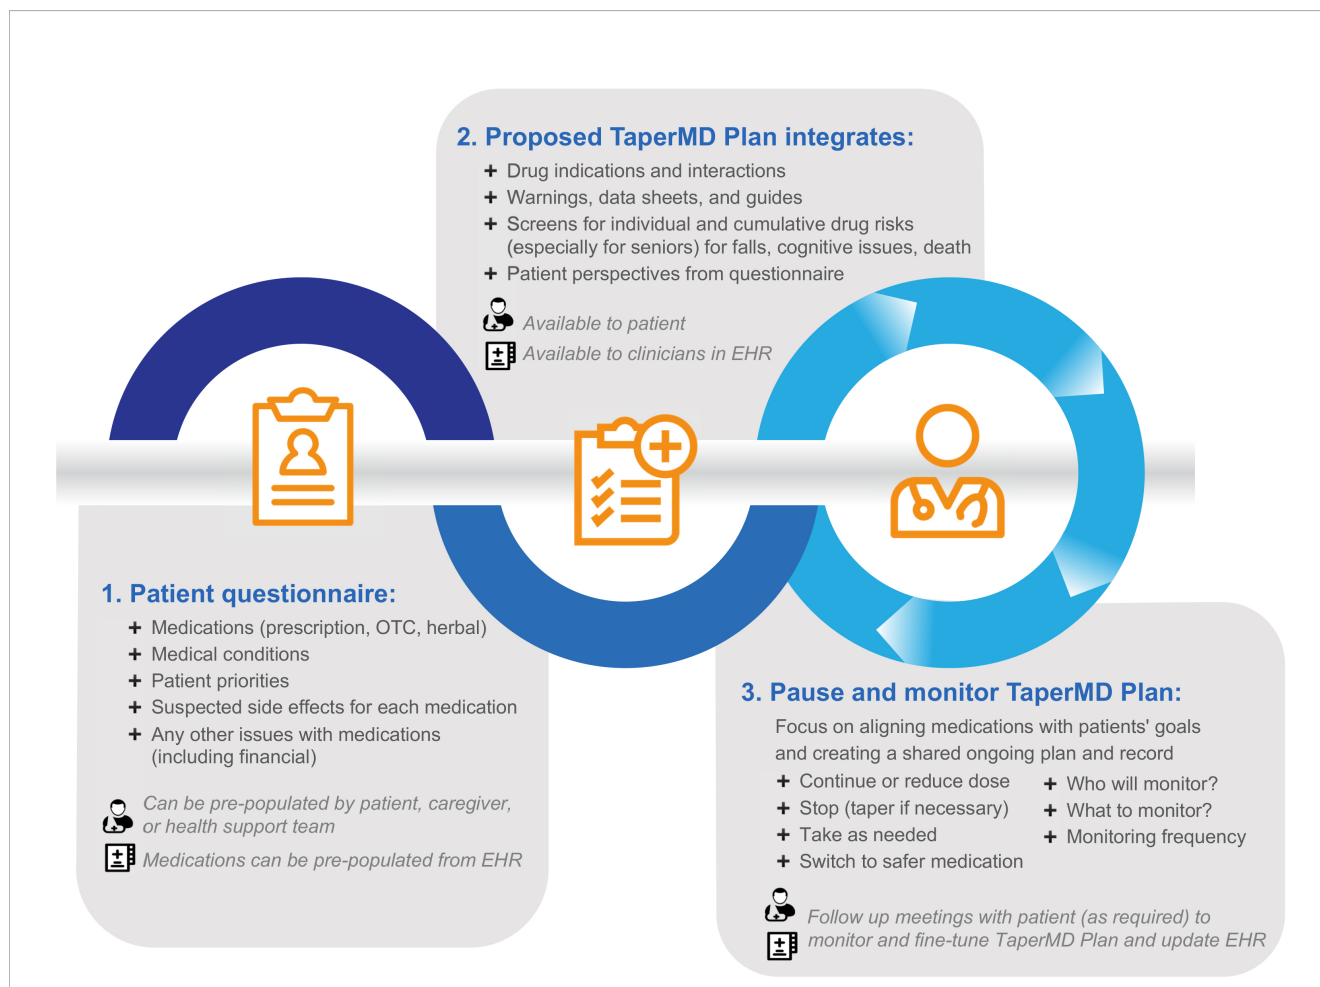 2. Proposed TaperMD Plan integrates:
+ Drug indications and interactions
+ Warnings, data sheets, and guides
+ Screens for individual and cumulative drug risks
(especially for seniors) for falls, cognitive issues, death
+ Patient perspectives from questionnaire
Available to patient
Available to clinicians in EHR
1. Patient questionnaire:
+ Medications (prescription, OTC, herbal)
+ Medical conditions
+ Patient priorities
+ Suspected side effects for each medication
+ Any other issues with medications
(including financial)
Can be pre-populated by patient, caregiver,
or health support team
Medications can be pre-populated from EHR
3. Pause and monitor TaperMD Plan:
Focus on aligning medications with patients' goals
and creating a shared ongoing plan and record
+ Continue or reduce dose
+ Stop (taper if necessary)
+ Take as needed
+ Switch to safer medication
+ Who will monitor?
+ What to monitor?
+ Monitoring frequency
Follow up meetings with patient (as required) to
monitor and fine-tune TaperMD Plan and update EHR